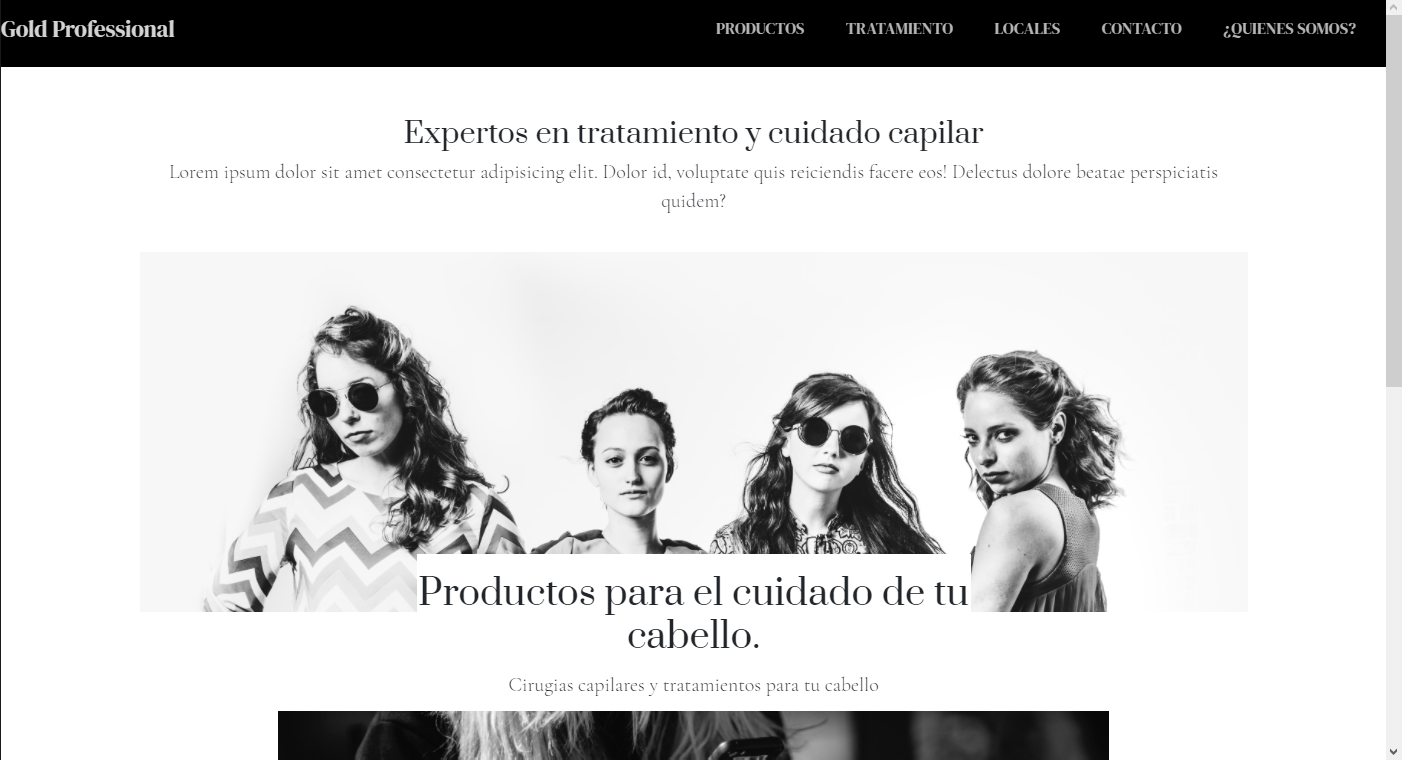 Gold Professional
PRODUCTOS TRATAMIENTO LOCALES CONTACTO ¿QUIENES SOMOS?
Expertos en tratamiento y cuidado capilar
Lorem ipsum dolor sit amet consectetur adipisicing elit. Dolor id, voluptate quis reiciendis facere eos! Delectus dolore beatae perspiciatis
quidem?
Productos para el cuidado de tu
cabello.
Cirugias capilares y tratamientos para tu cabello